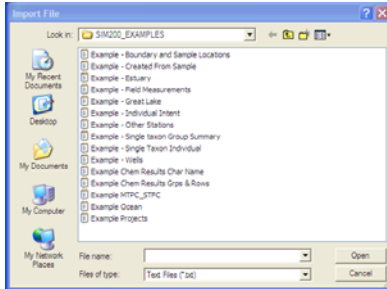 Import File
Look in: SIM200_EXAMPLES
My Recent Documents
Desktop
My Documents
My Computer
My Network Places
Example - Boundary and Sample Locations
Example - Created From Sample
Example - Estuary
Example - Field Measurements
Example - Great Lake
Example - Individual Intent
Example - Other Stations
Example - Single taxon Group Summary
Example - Single Taxon Individual
Example - Wells
Example Chem Results Char Name
Example Chem Results Grps & Rows
Example MTPC_STPC
Example Ocean
Example Projects
File name:
Open
Files of type: Text Files (*.txt)
Cancel